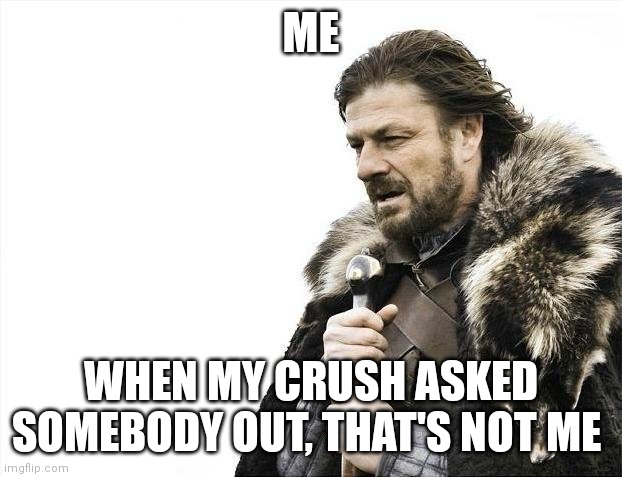 ME
WHEN MY CRUSH ASKED
SOMEBODY OUT, THAT'S NOT ME
imgflip.com